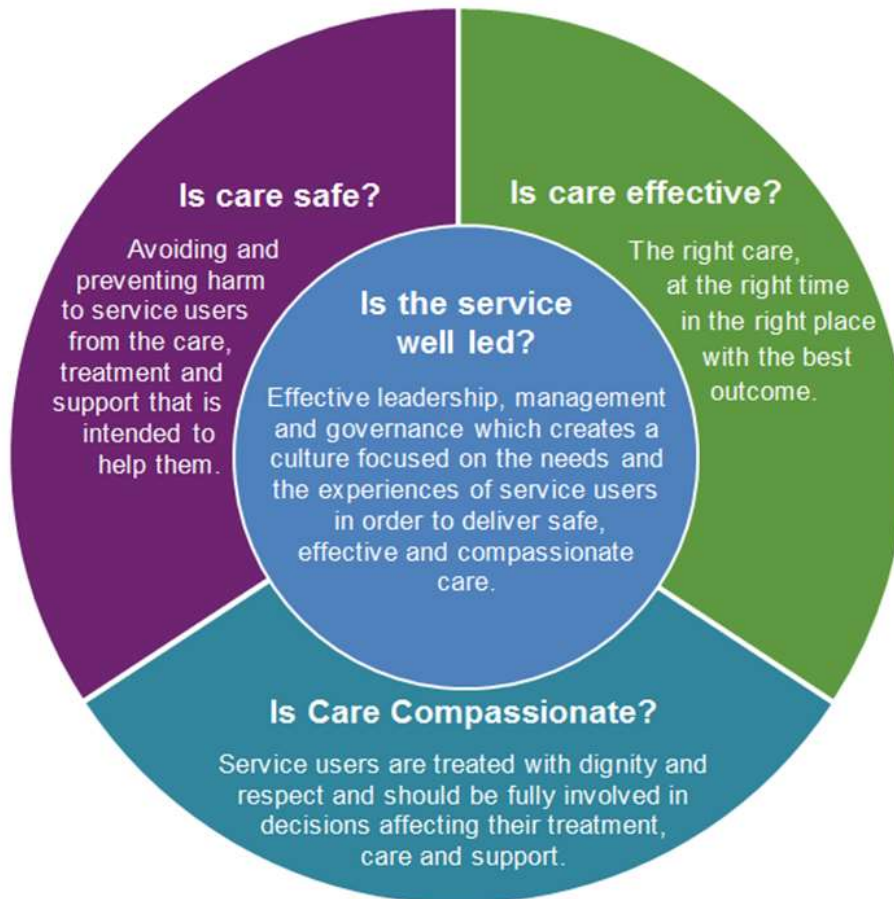 Is care safe?
Avoiding and
preventing harm
to service users
from the care,
treatment and
support that is
intended to
help them.
Is care effective?
The right care,
at the right time
in the right place
with the best
outcome.
Is the service
well led?
Effective leadership, management
and governance which creates a
culture focused on the needs and
the experiences of service users
in order to deliver safe,
effective and compassionate
care.
Is Care Compassionate?
Service users are treated with dignity and
respect and should be fully involved in
decisions affecting their treatment,
care and support.